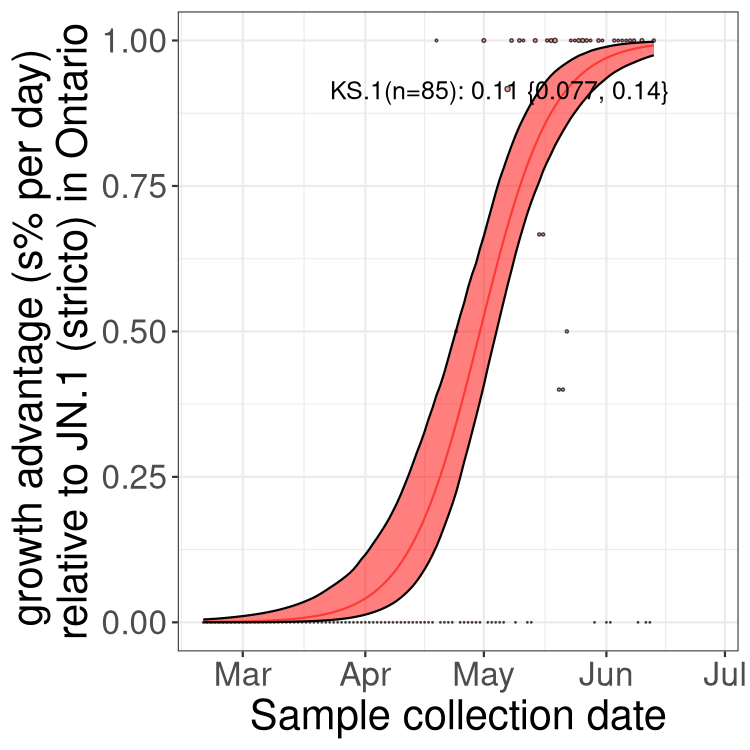 growth advantage (s% per day)
relative to JN.1 (stricto) in Ontario
1.00
0.75
0.50
0.25
0.00
KS.1(n=85): 0.11 {0.077, 0.14}
Mar Apr May Jun Jul
Sample collection date